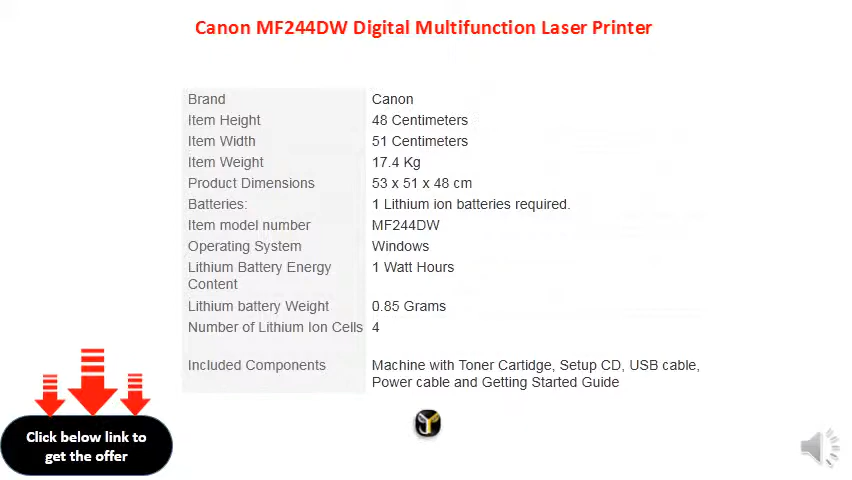 Canon MF244DW Digital Multifunction Laser Printer
Brand Canon
Item Height 48 Centimeters
Item Width 51 Centimeters
Item Weight 17.4 Kg
Product Dimensions 53 x 51 x 48 cm
Batteries: 1 Lithium ion batteries required.
Item model number MF244DW
Operating System Windows
Lithium Battery Energy 1 Watt Hours
Content
Lithium battery Weight 0.85 Grams
Number of Lithium Ion Cells 4
Included Components Machine with Toner Cartidge, Setup CD, USB cable,
Power cable and Getting Started Guide
Click below link to
get the offer